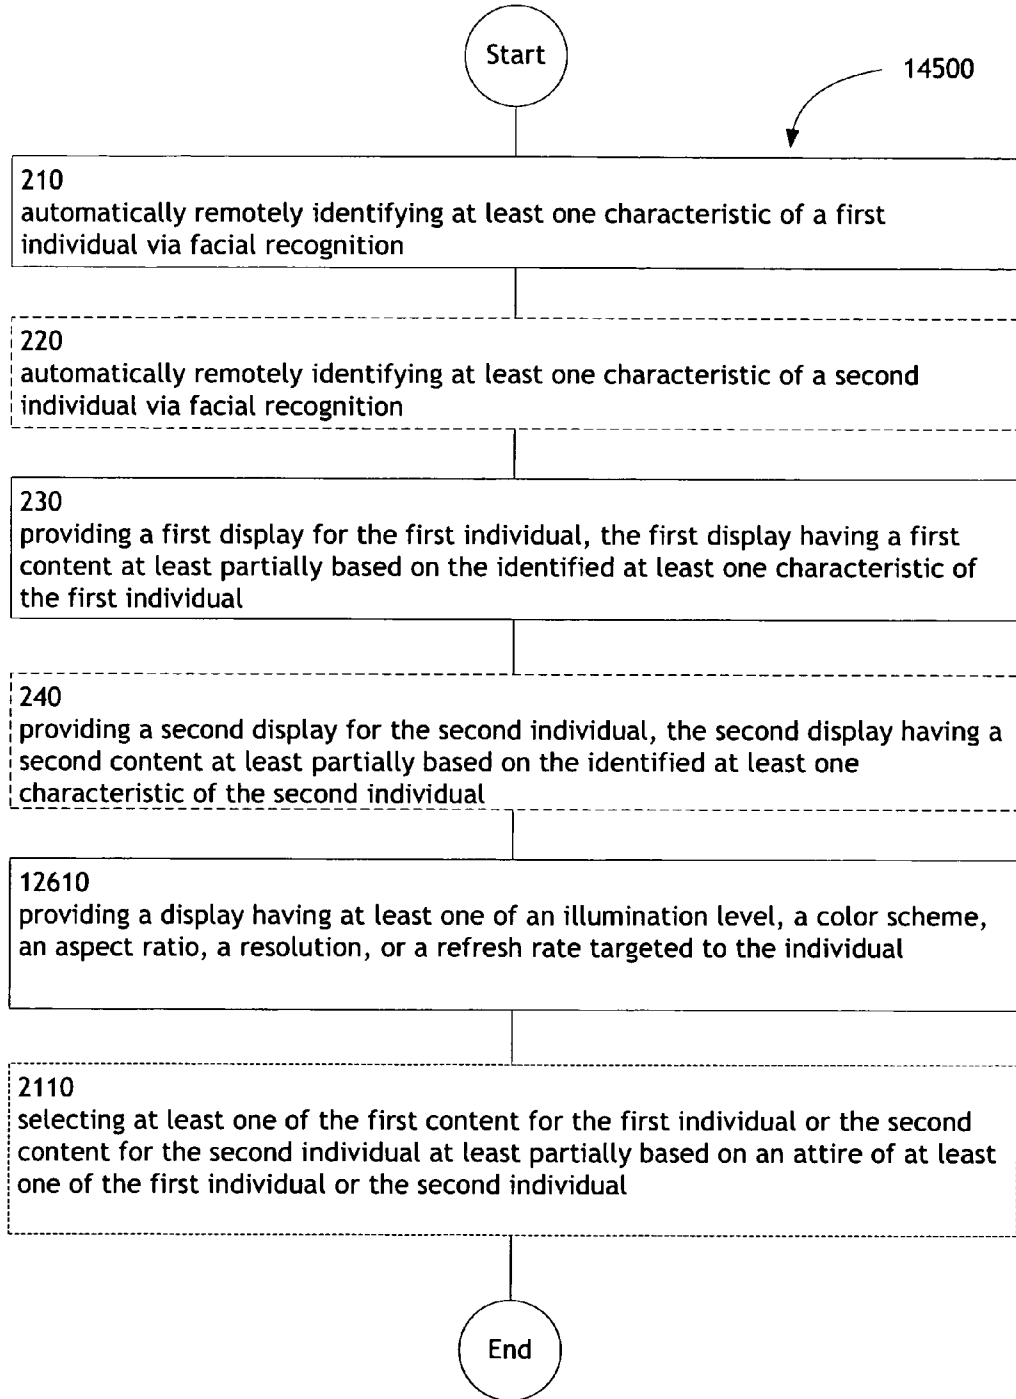 Start
14500
210
automatically remotely identifying at least one characteristic of a first
individual via facial recognition
220
automatically remotely identifying at least one characteristic of a second
individual via facial recognition
230
providing a first display for the first individual, the first display having a first
content at least partially based on the identified at least one characteristic of
the first individual
240
providing a second display for the second individual, the second display having a
second content at least partially based on the identified at least one
characteristic of the second individual
12610
providing a display having at least one of an illumination level, a color scheme,
an aspect ratio, a resolution, or a refresh rate targeted to the individual
2110
selecting at least one of the first content for the first individual or the second
content for the second individual at least partially based on an attire of at least
one of the first individual or the second individual
End